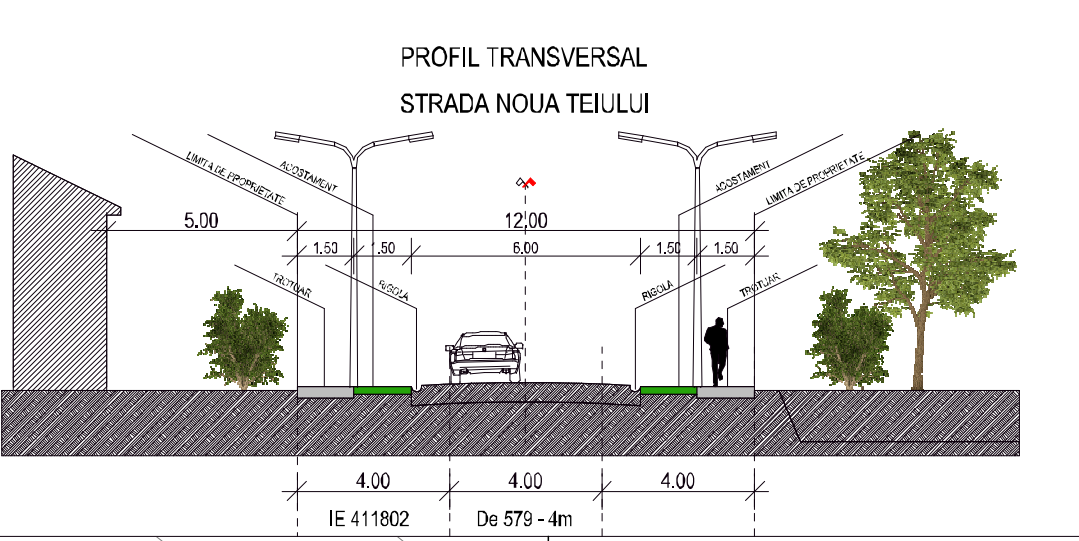 PROFIL TRANSVERSAL
STRADA NOUA TEIULUI
LIMITA DE PROPRIETATE
ACOSTAMENT
ACOSTAMENT
LIMITA DE PROPRIETATE
5.00
12.00
1.50 1.50 6.00 1.50 1.50
TROTUAR
RIGOLA
RIGOLA
TROTUAR
4.00 4.00 4.00
IE 411802 De 579 - 4m